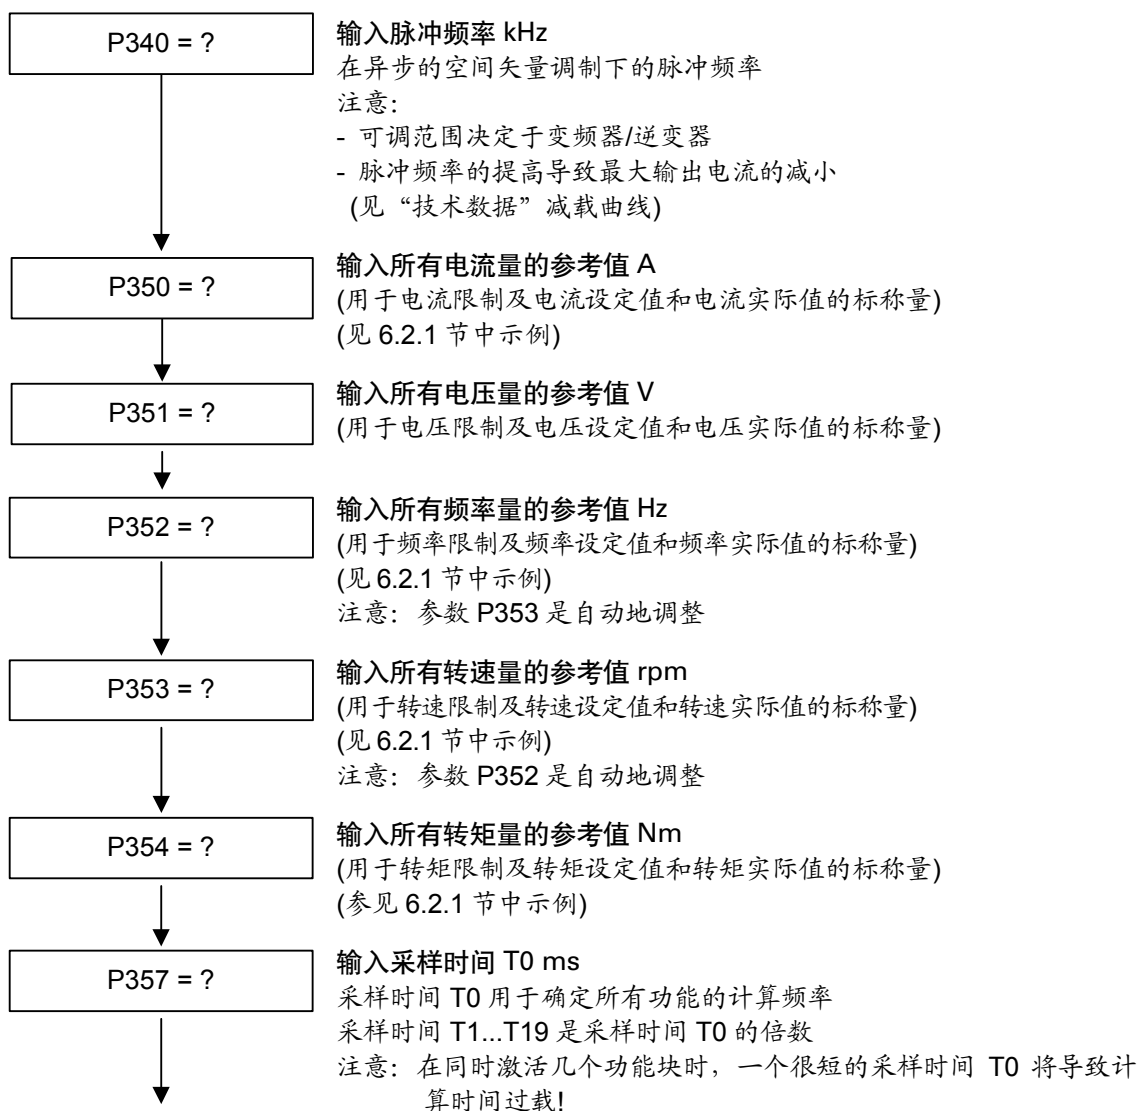 P340 = ?
输入脉冲频率 kHz
在异步的空间矢量调制下的脉冲频率
注意:
- 可调范围决定于变频器/逆变器
- 脉冲频率的提高导致最大输出电流的减小
(见“技术数据”减载曲线)
P350 = ?
输入所有电流量的参考值 A
(用于电流限制及电流设定值和电流实际值的标称量)
(见 6.2.1 节中示例)
P351 = ?
输入所有电压量的参考值 V
(用于电压限制及电压设定值和电压实际值的标称量)
P352 = ?
输入所有频率量的参考值 Hz
(用于频率限制及频率设定值和频率实际值的标称量)
(见 6.2.1 节中示例)
注意: 参数 P353 是自动地调整
P353 = ?
输入所有转速量的参考值 rpm
(用于转速限制及转速设定值和转速实际值的标称量)
(见 6.2.1 节中示例)
注意: 参数 P352 是自动地调整
P354 = ?
输入所有转矩量的参考值 Nm
(用于转矩限制及转矩设定值和转矩实际值的标称量)
(参见 6.2.1 节中示例)
P357 = ?
输入采样时间 T0 ms
采样时间 T0 用于确定所有功能的计算频率
采样时间 T1...T19 是采样时间 T0 的倍数
注意: 在同时激活几个功能块时, 一个很短的采样时间 T0 将导致计
算时间过载!